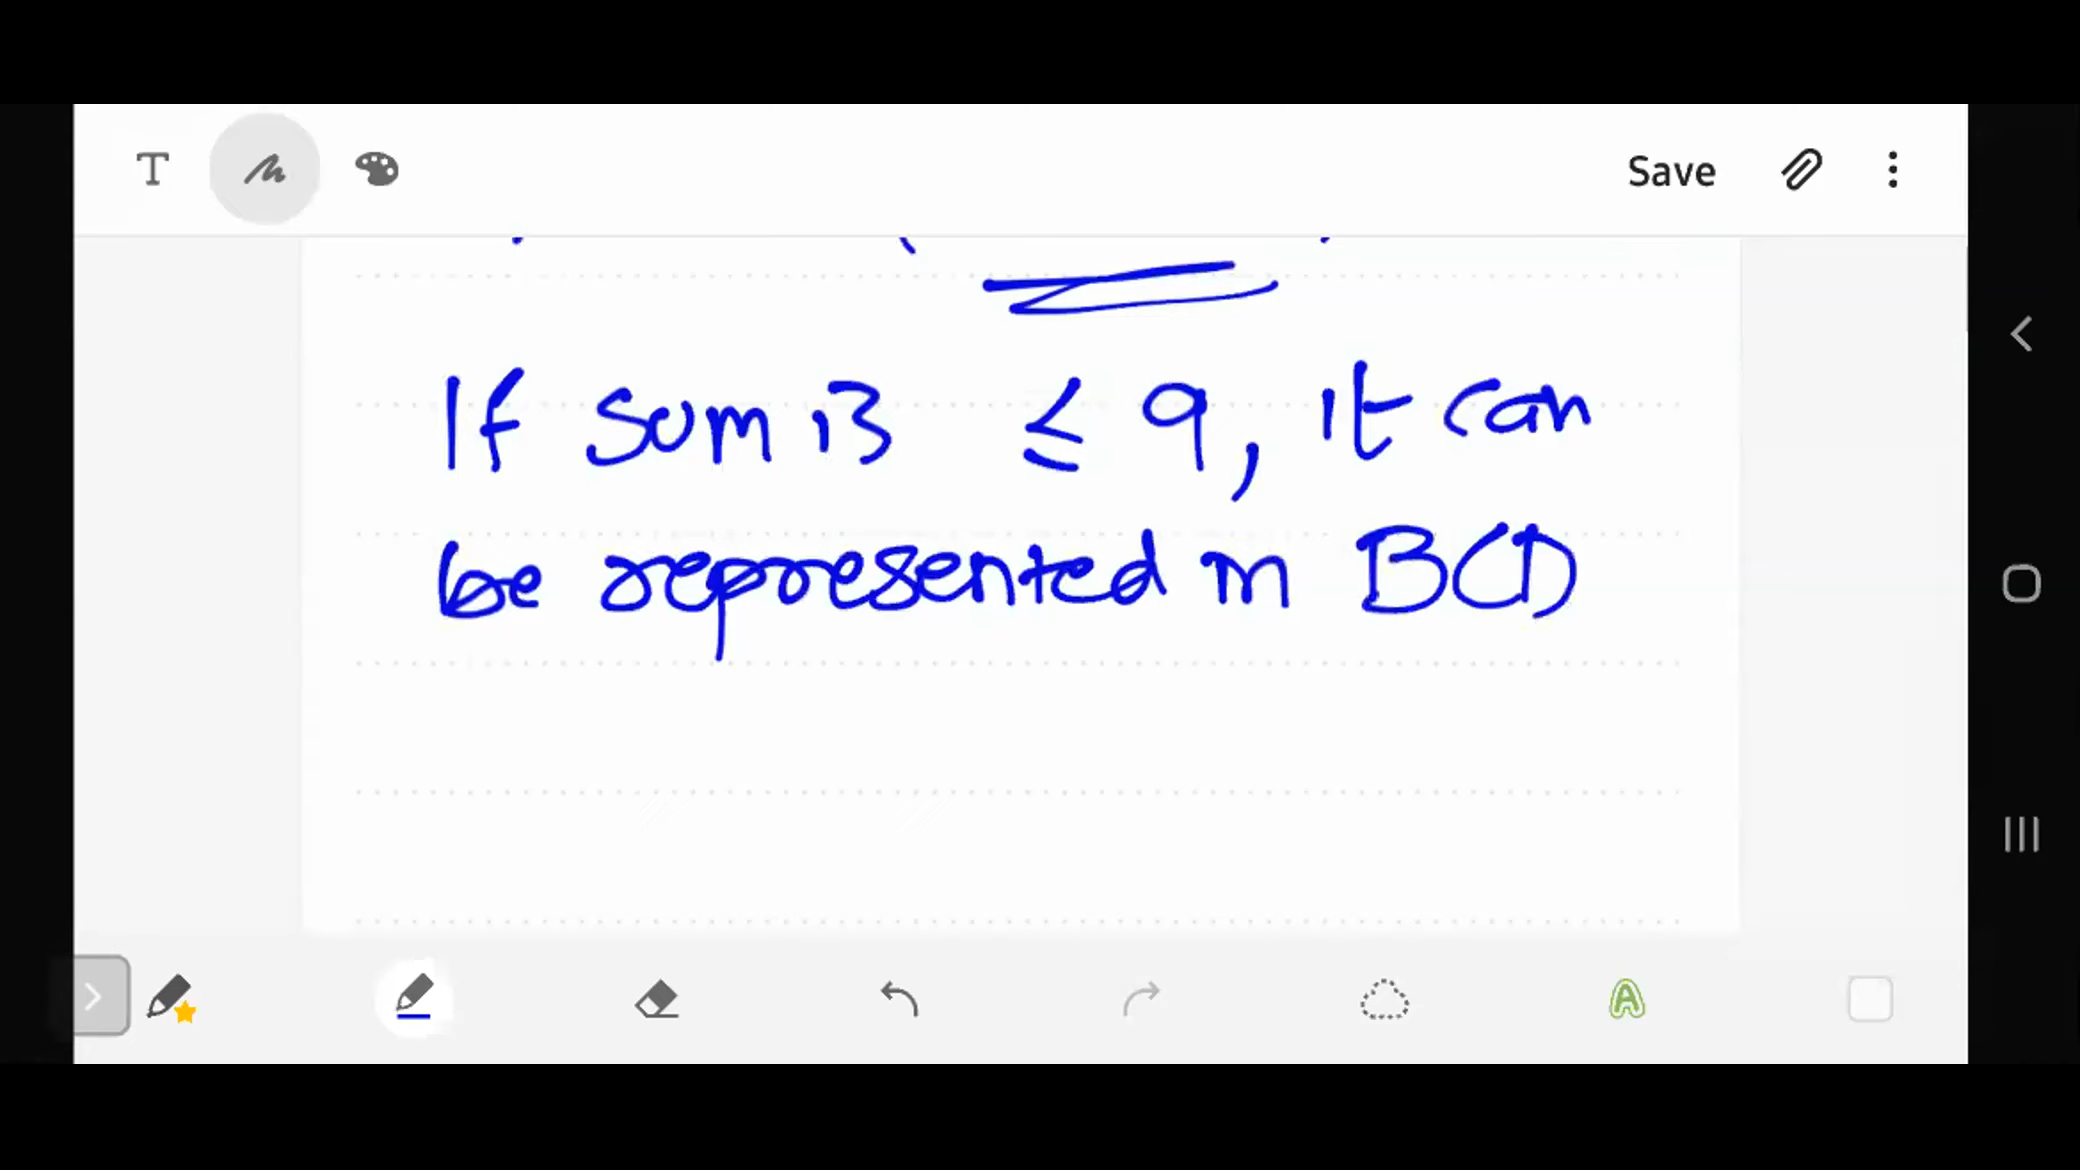 T
Save
If sum is ≤ 9, it can
be represented in BCD
A